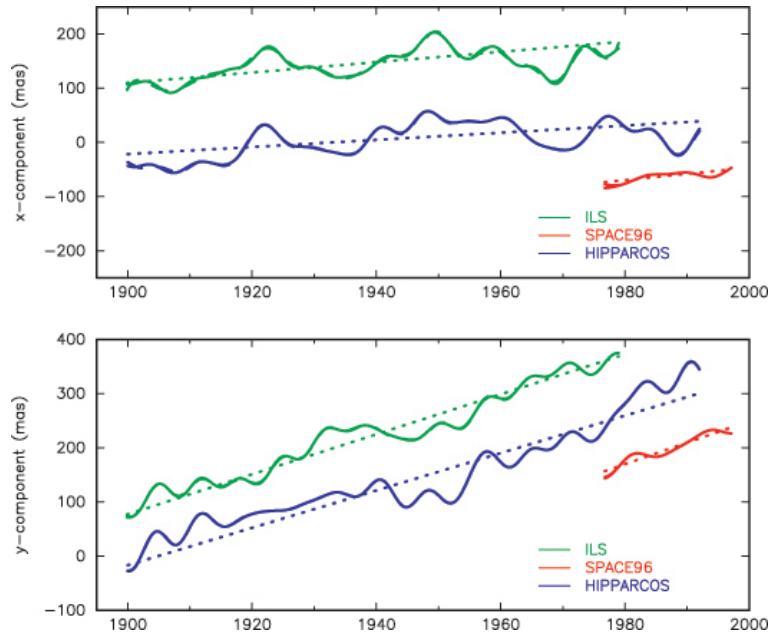 x-component (mas)
200
100
0
−100
−200
ILS
SPACE96
HIPPARCOS
1900 1920 1940 1960 1980 2000
y-component (mas)
400
300
200
100
0
−100
ILS
SPACE96
HIPPARCOS
1900 1920 1940 1960 1980 2000